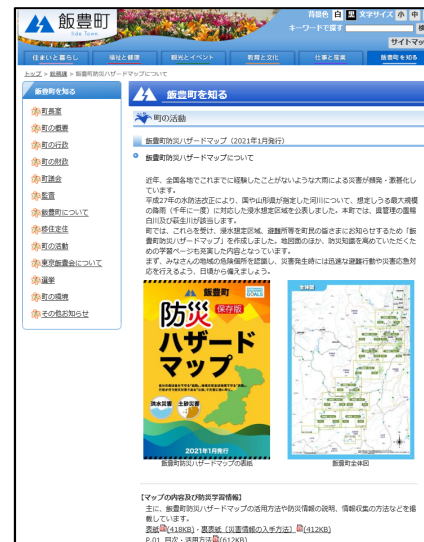 飯豊町
Iide Town
背景色 白 黒 文字サイズ 小 中
キーワードで探す
サイトマッ
住まいと暮らし 福祉と健康 観光とイベント 教育と文化 仕事と産業 飯豊町を知る
トップ > 総務課 > 飯豊町防災ハザードマップについて
飯豊町を知る
町長室
町の概要
町の行政
町の財政
町議会
監査
飯豊町について
移住定住
町の活動
東京飯豊会について
選挙
町の環境
その他お知らせ
飯豊町を知る
町の活動
飯豊町防災ハザードマップ（2021年1月発行）
飯豊町防災ハザードマップについて
近年、全国各地でこれまでに経験したことがないような大雨による災害が頻発・激甚化し
ています。
平成27年の水防法改正により、国や山形県が指定した河川について、想定しうる最大規模
の降雨（千年に一度）に対応した浸水想定区域を公表しました。本町では、県管理の置賜
白川及び萩生川が該当します。
町では、これらを受け、浸水想定区域、避難所等を町民の皆さまにお知らせするため「飯
豊町防災ハザードマップ」を作成しました。地図面のほか、防災知識を高めていただくた
めの学習ページも充実した内容となっています。
まず、みなさんの地域の危険個所を認識し、災害発生時には迅速な避難行動や災害応急対
応を行えるよう、日頃から備えましょう。
飯豊町
防災
保存版
ハザード
マップ
洪水災害 土砂災害
2021年1月発行
全体図
飯豊町防災ハザードマップの表紙
飯豊町全体図
【マップの内容及び防災学習情報】
主に、飯豊町防災ハザードマップの活用方法や防災情報の説明、情報収集の方法などを掲
載しています。
表紙(418KB)・裏表紙〔災害情報の入手方法〕(412KB)
P.01 目次・活用方法(612KB)